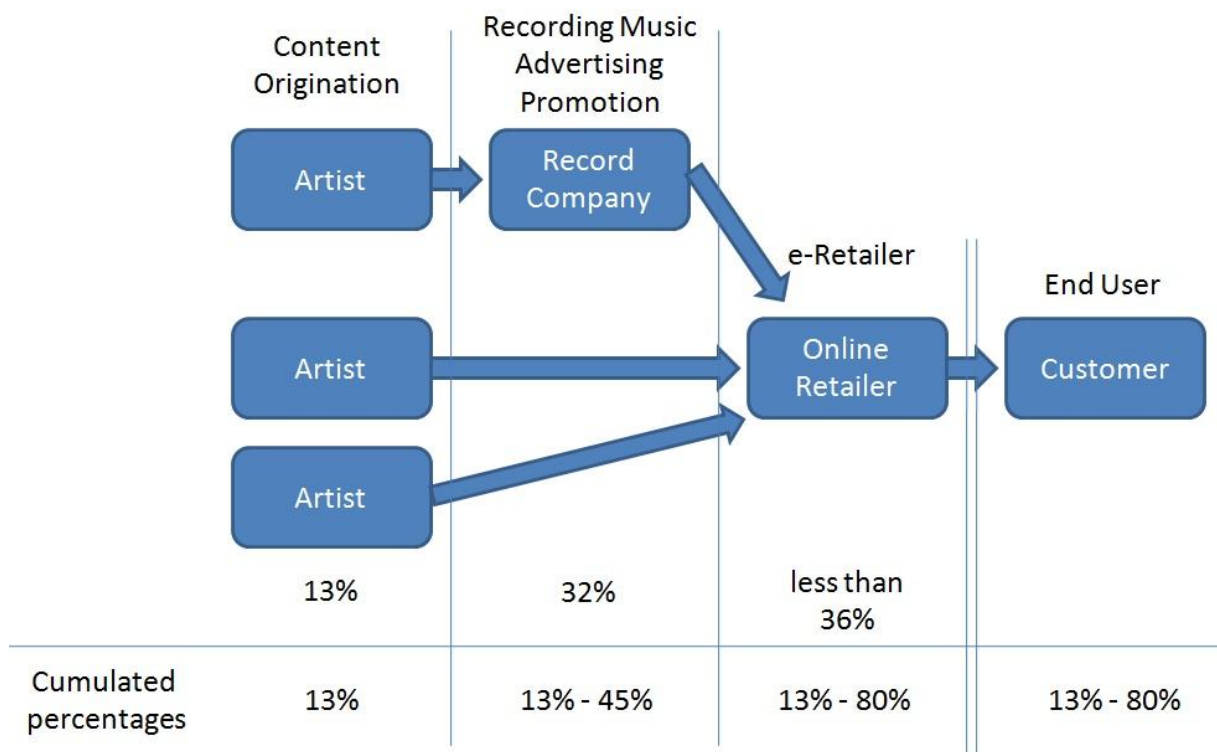 Content
Origination
Recording Music
Advertising
Promotion
Artist
Record
Company
e-Retailer
End User
Artist
Online
Retailer
Customer
Artist
13%
32%
less than
36%
Cumulated
percentages
13%
13% - 45%
13% - 80%
13% - 80%